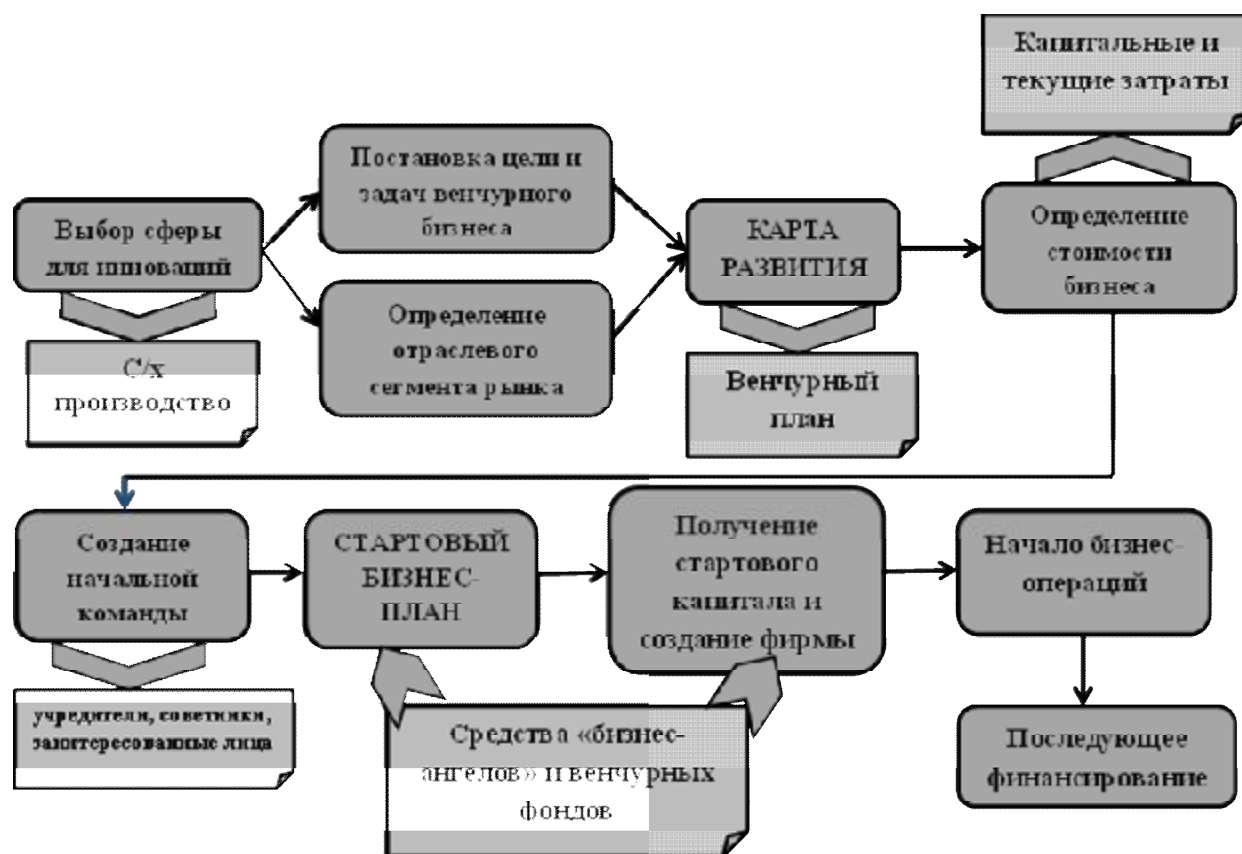 Капитальные и
текущие затраты
Постановка цели и
задач венчурного
бизнеса
Выбор сферы
для инноваций
КАРТА
РАЗВИТИЯ
Определение
стоимости
бизнеса
Определение
отраслевого
сегмента рынка
С/х
производство
Венчурный
план
Создание
начальной
команды
СТАРТОВЫЙ
БИЗНЕС-
ПЛАН
Получение
стартового
капитала и
создание фирмы
Начало бизнес-
операций
учредители, советники,
заинтересованные лица
Средства «бизнес-
ангелов» и венчурных
фондов
Последующее
финансирование